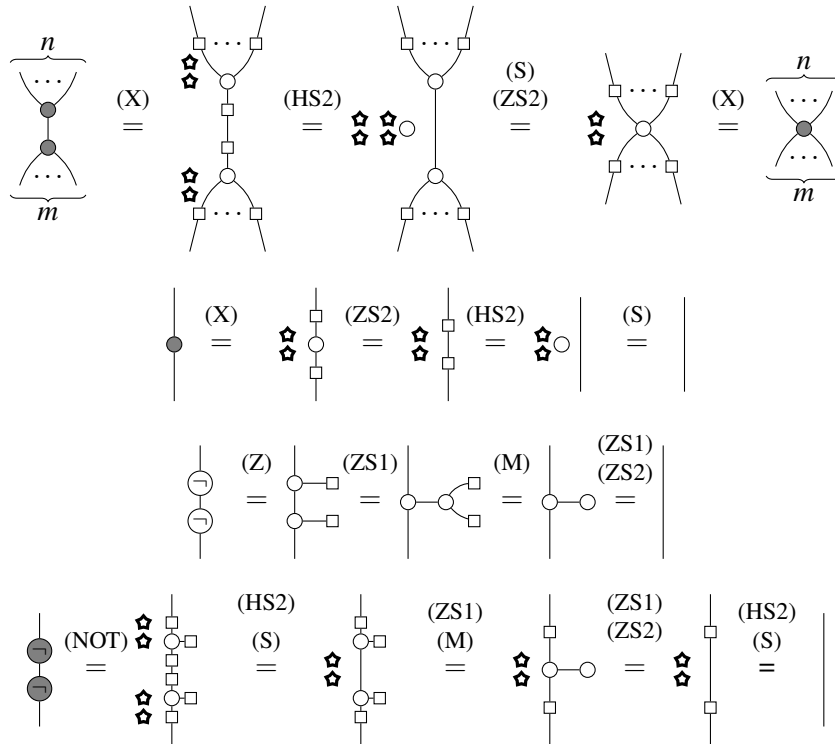 n n
(X) (HS2) (S) (X)
(ZS2)
= = = =
... ... ... ... ...
m m
(X) (ZS2) (HS2) (S)
= = = =
(Z) (ZS1) (M) (ZS1)
(ZS2)
¬ = = = =
¬
(HS2) (ZS1) (ZS1) (HS2)
(NOT) (S) (M) (ZS2) (S)
¬ = = = = =
¬